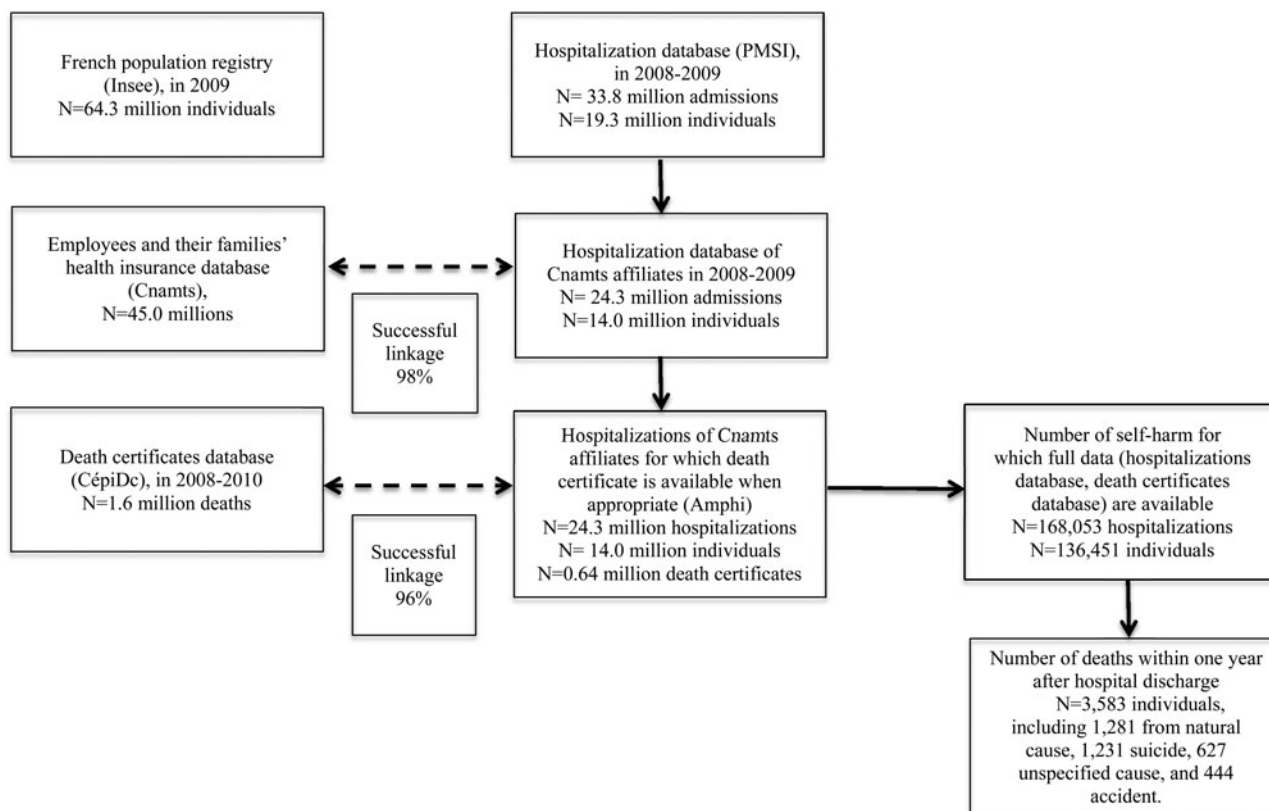 French population registry
(Insee), in 2009
N=64.3 million individuals
Hospitalization database (PMSI),
in 2008-2009
N= 33.8 million admissions
N=19.3 million individuals
Employees and their families’
health insurance database
(Cnamts),
N=45.0 millions
Successful
linkage
98%
Hospitalization database of
Cnamts affiliates in 2008-2009
N= 24.3 million admissions
N=14.0 million individuals
Death certificates database
(CépiDc), in 2008-2010
N=1.6 million deaths
Successful
linkage
96%
Hospitalizations of Cnamts
affiliates for which death
certificate is available when
appropriate (Amphi)
N=24.3 million hospitalizations
N= 14.0 million individuals
N=0.64 million death certificates
Number of self-harm for
which full data (hospitalizations
database, death certificates
database) are available
N=168,053 hospitalizations
N=136,451 individuals
Number of deaths within one year
after hospital discharge
N=3,583 individuals,
including 1,281 from natural
cause, 1,231 suicide, 627
unspecified cause, and 444
accident.